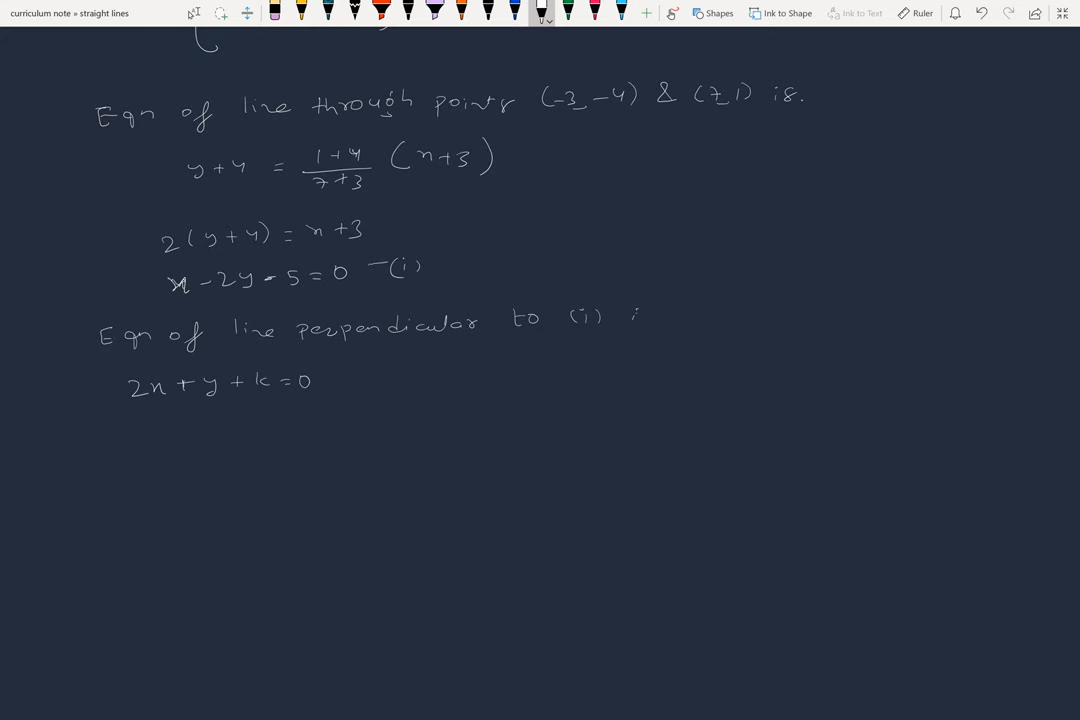 curriculum note » straight lines
Shapes Ink to Shape Ink to Text Ruler
Eqn of line through points (-3, -4) & (7, 1) is.
y + 4 = (1+4)/(7+3) (x+3)
2(y+4) = x+3
x - 2y - 5 = 0 -(i)
Eqn of line perpendicular to (i) i
2x + y + k = 0